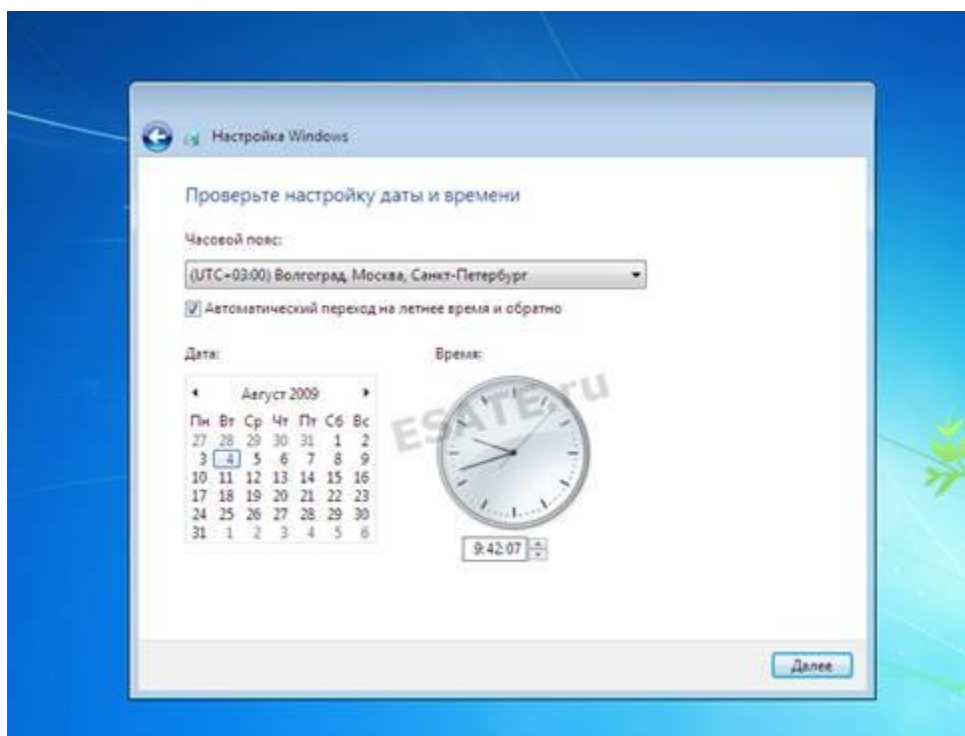 Настройка Windows
Проверьте настройку даты и времени
Часовой пояс:
(UTC+03:00) Волгоград, Москва, Санкт-Петербург
Автоматический переход на летнее время и обратно
Дата:
Время:
Август 2009
Пн Вт Ср Чт Пт Сб Вс
27 28 29 30 31 1 2
3 4 5 6 7 8 9
10 11 12 13 14 15 16
17 18 19 20 21 22 23
24 25 26 27 28 29 30
31 1 2 3 4 5 6
ESATE.ru
9:42:07
Далее